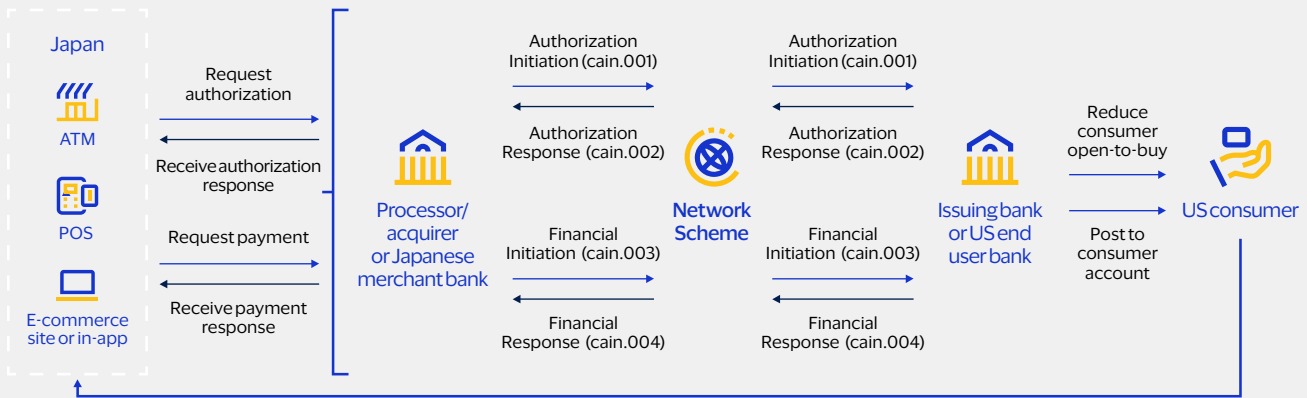 Japan
ATM
POS
E-commerce
site or in-app
Request
authorization
Receive authorization
response
Request payment
Receive payment
response
Processor/
acquirer
or Japanese
merchant bank
Authorization
Initiation (cain.001)
Authorization
Response (cain.002)
Financial
Initiation (cain.003)
Financial
Response (cain.004)
Network
Scheme
Authorization
Initiation (cain.001)
Authorization
Response (cain.002)
Financial
Initiation (cain.003)
Financial
Response (cain.004)
Issuing bank
or US end
user bank
Reduce
consumer
open-to-buy
Post to
consumer
account
US consumer